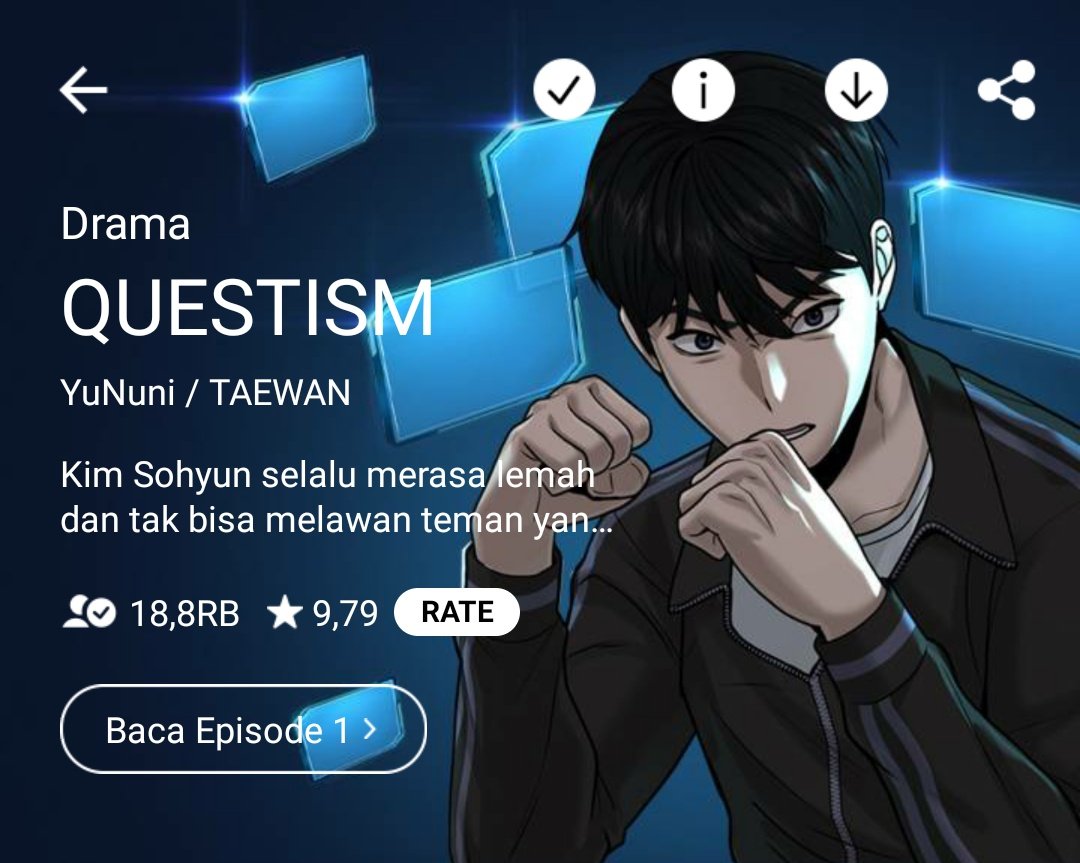 Drama
QUESTISM
YuNuni / TAEWAN
Kim Sohyun selalu merasa lemah
dan tak bisa melawan teman yan...
18,8RB 9,79 RATE
Baca Episode 1 >